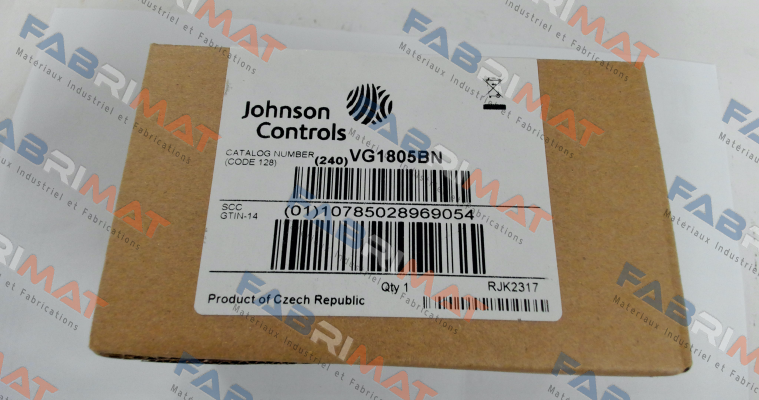 Johnson
Controls
CATALOG NUMBER
(CODE 128)
(240) VG1805BN
SCC
GTIN-14
(01)10785028969054
Qty 1
RJK2317
Product of Czech Republic
FABRIMAT
Matériaux Industriel et Fabrications